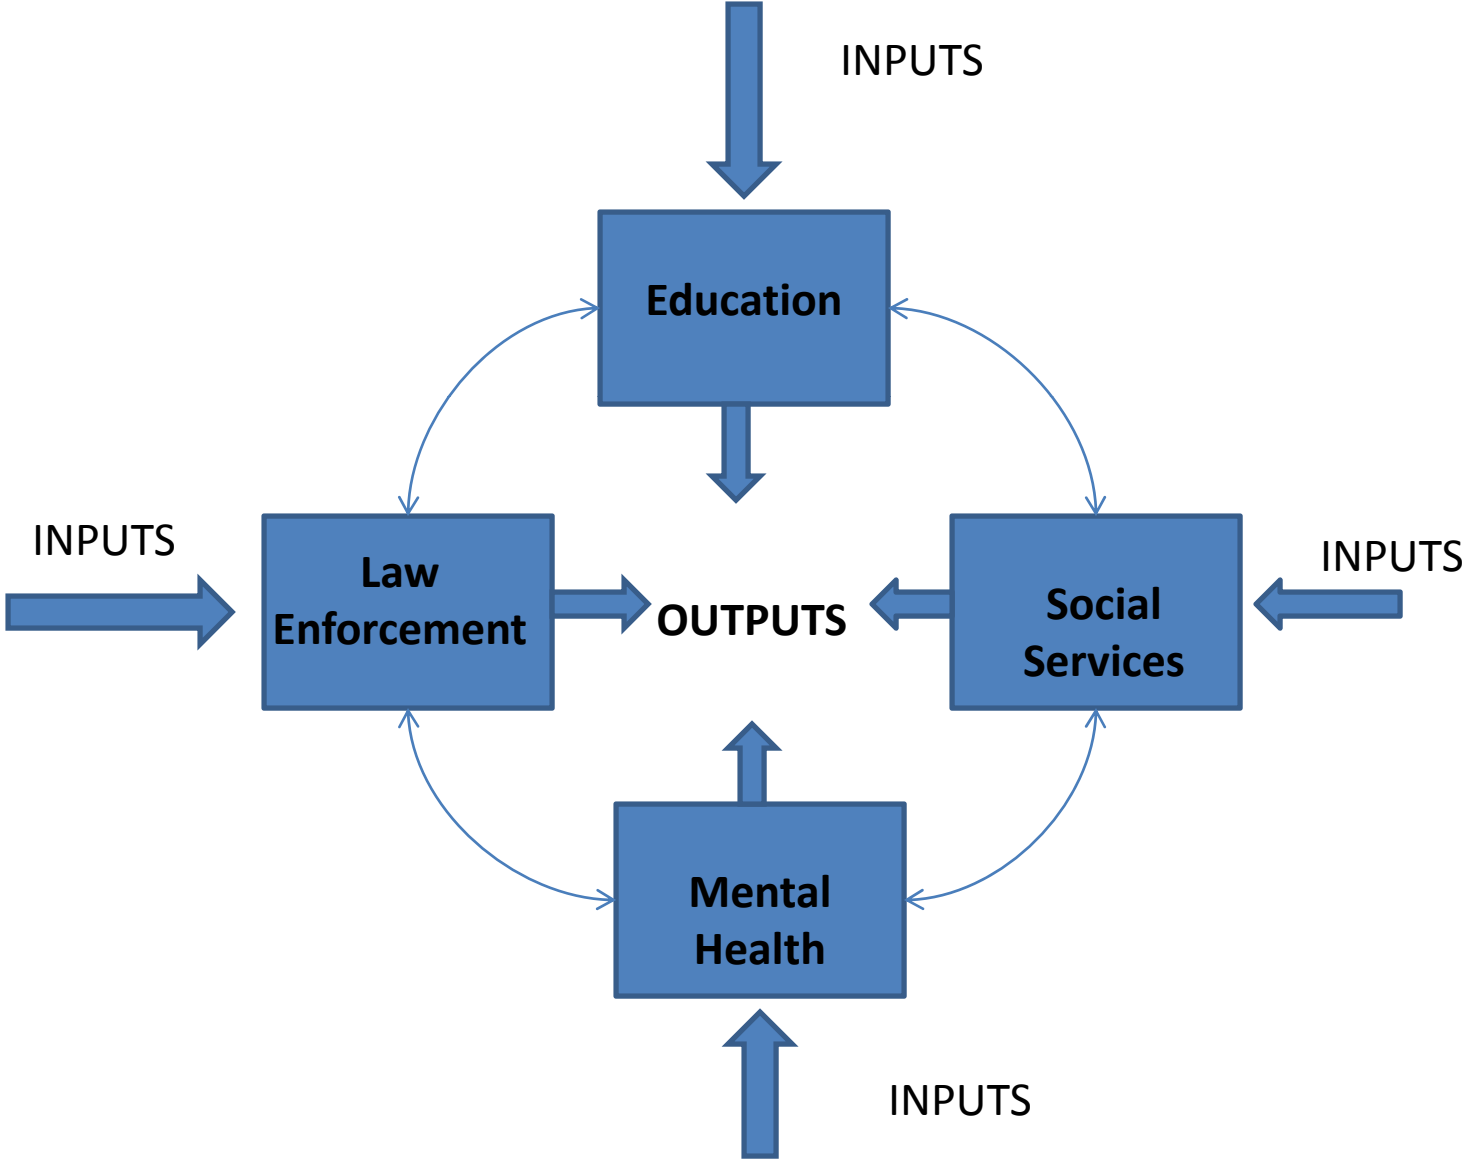 INPUTS
Education
INPUTS
Law
Enforcement
OUTPUTS
Social
Services
INPUTS
Mental
Health
INPUTS